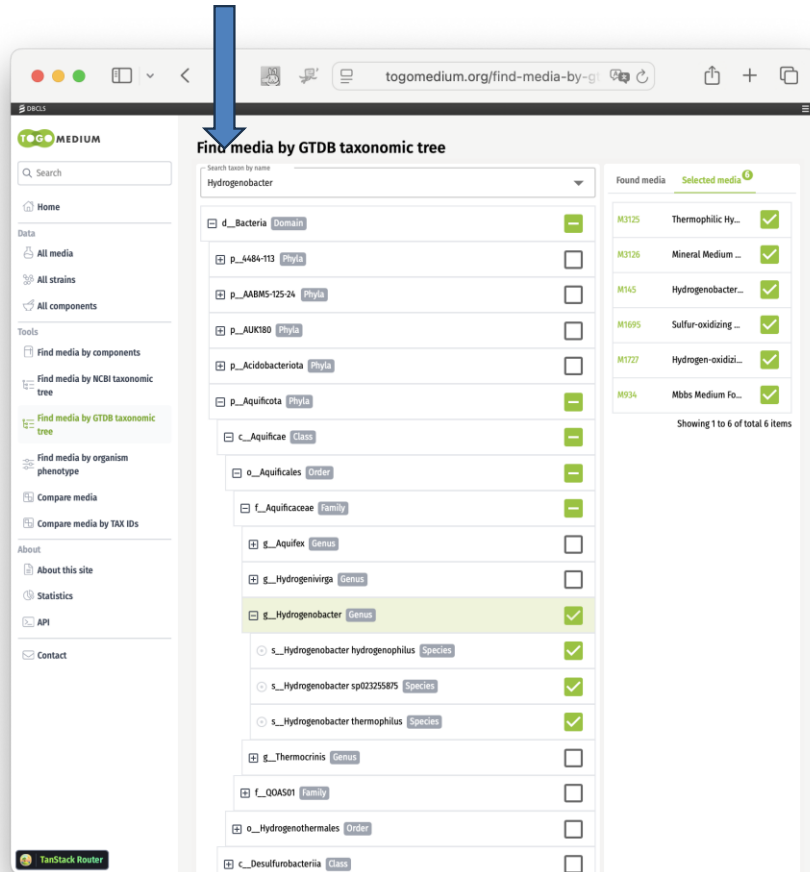 togomedium.org/find-media-by-g
DBCLS
TOGO MEDIUM
Search
Home
Data
All media
All strains
All components
Tools
Find media by components
Find media by NCBI taxonomic
tree
Find media by GTDB taxonomic
tree
Find media by organism
phenotype
Compare media
Compare media by TAX IDs
About
About this site
Statistics
API
Contact
TanStack Router
Find media by GTDB taxonomic tree
Search taxon by name
Hydrogenobacter
d__Bacteria Domain
p__4484-113 Phyla
p__AABM5-125-24 Phyla
p__AUK180 Phyla
p__Acidobacteriota Phyla
p__Aquificota Phyla
c__Aquificae Class
o__Aquificales Order
f__Aquificaceae Family
g__Aquifex Genus
g__Hydrogenivirga Genus
g__Hydrogenobacter Genus
s__Hydrogenobacter hydrogenophilus Species
s__Hydrogenobacter sp023255875 Species
s__Hydrogenobacter thermophilus Species
g__Thermocrinis Genus
f__QOAS01 Family
o__Hydrogenothermales Order
c__Desulfurobacteriia Class
Found media Selected media 6
M3125 Thermophilic Hy...
M3126 Mineral Medium ...
M145 Hydrogenobacter...
M1695 Sulfur-oxidizing ...
M1727 Hydrogen-oxidizi...
M934 Mbbs Medium Fo...
Showing 1 to 6 of total 6 items